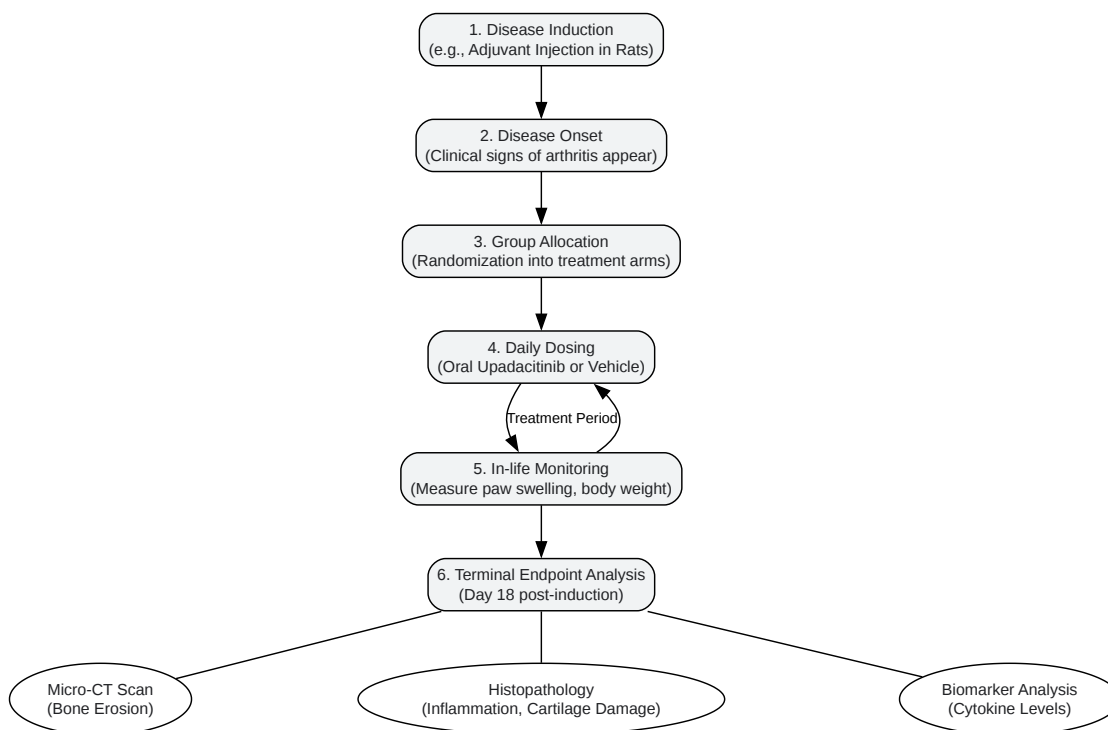 1. Disease Induction
(e.g., Adjuvant Injection in Rats)
2. Disease Onset
(Clinical signs of arthritis appear)
3. Group Allocation
(Randomization into treatment arms)
4. Daily Dosing
(Oral Upadacitinib or Vehicle)
Treatment Period
5. In-life Monitoring
(Measure paw swelling, body weight)
6. Terminal Endpoint Analysis
(Day 18 post-induction)
Micro-CT Scan
(Bone Erosion)
Histopathology
(Inflammation, Cartilage Damage)
Biomarker Analysis
(Cytokine Levels)